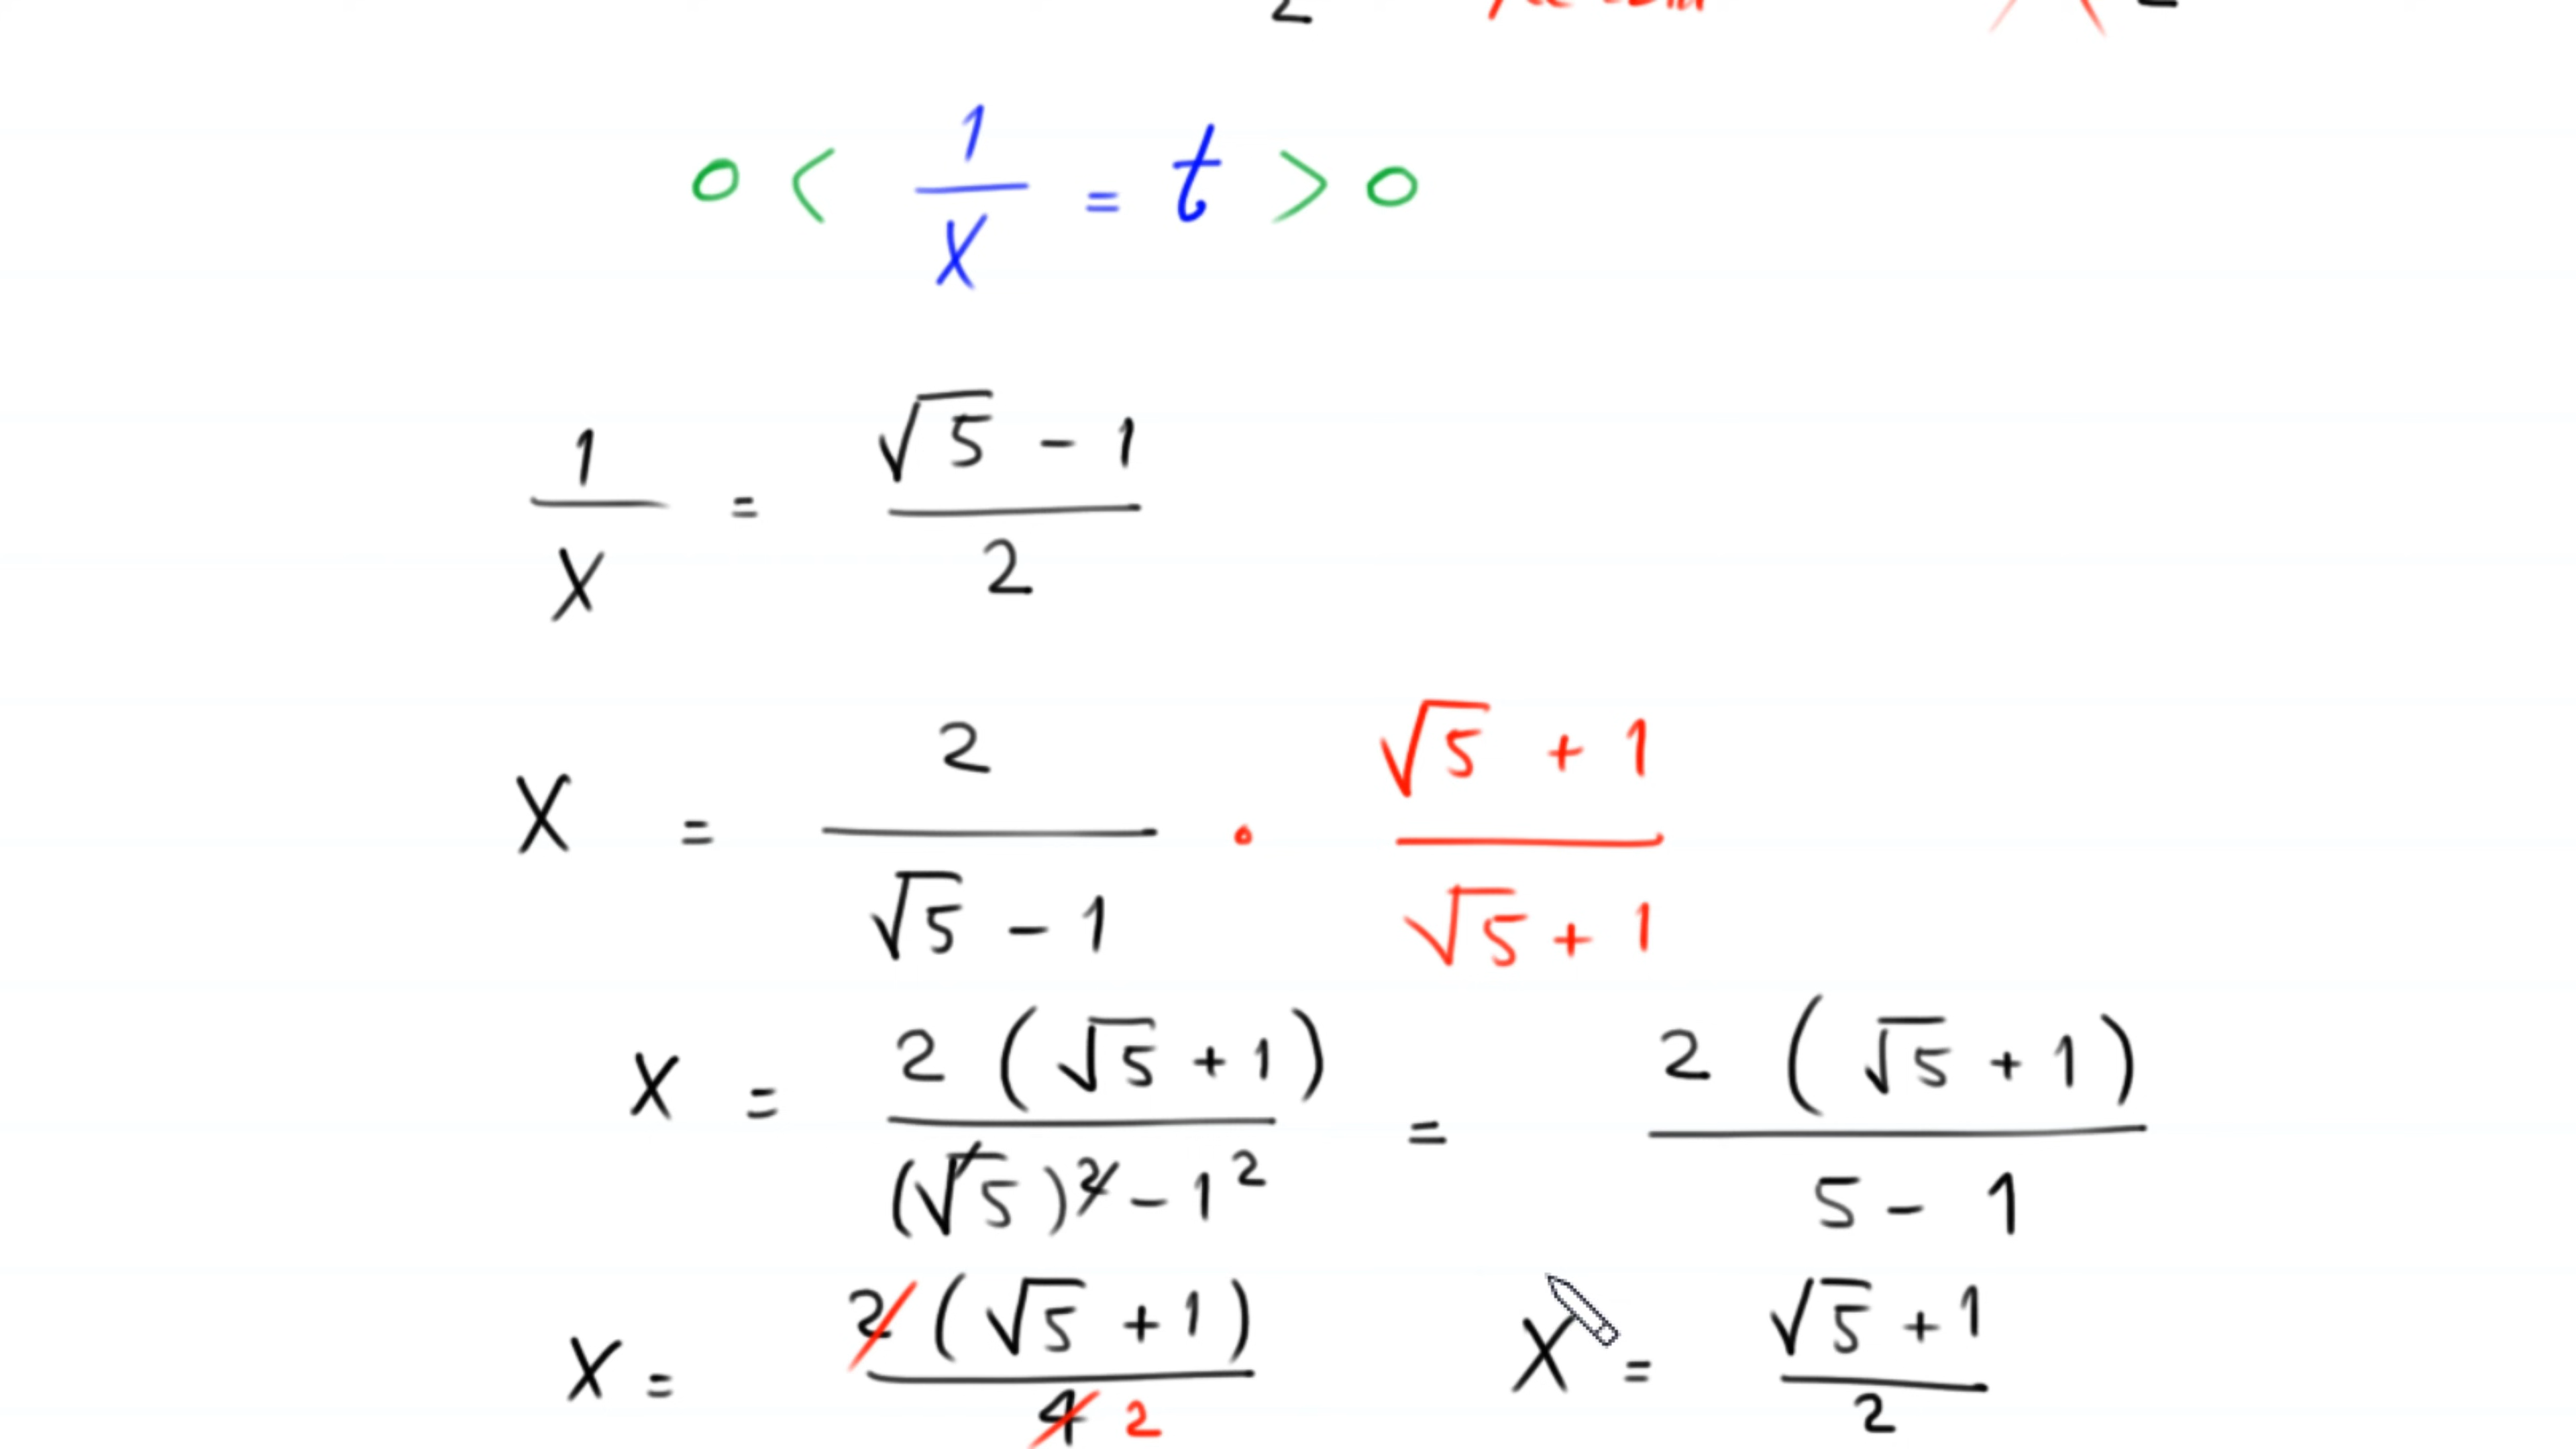 2
0 < 1/x = t > 0
1/x = (√5 - 1)/2
X = 2/(√5 - 1) · (√5 + 1)/(√5 + 1)
X = 2(√5 + 1)/((√5)² - 1²) = 2(√5 + 1)/(5 - 1)
X = 2(√5 + 1)/4 2 X = (√5 + 1)/2